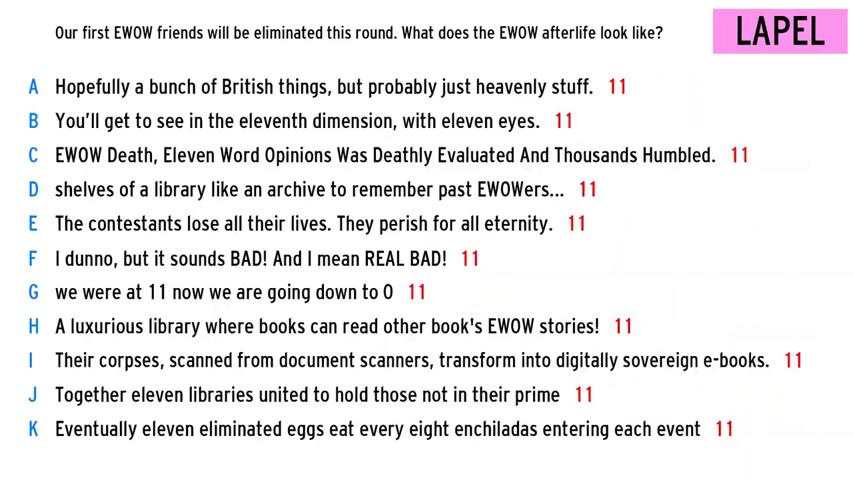 Our first EWOW friends will be eliminated this round. What does the EWOW afterlife look like?
LAPEL
A Hopefully a bunch of British things, but probably just heavenly stuff. 11
B You'll get to see in the eleventh dimension, with eleven eyes. 11
C EWOW Death, Eleven Word Opinions Was Deathly Evaluated And Thousands Humbled. 11
D shelves of a library like an archive to remember past EWOWers... 11
E The contestants lose all their lives. They perish for all eternity. 11
F I dunno, but it sounds BAD! And I mean REAL BAD! 11
G we were at 11 now we are going down to 0 11
H A luxurious library where books can read other book's EWOW stories! 11
I Their corpses, scanned from document scanners, transform into digitally sovereign e-books. 11
J Together eleven libraries united to hold those not in their prime 11
K Eventually eleven eliminated eggs eat every eight enchiladas entering each event 11